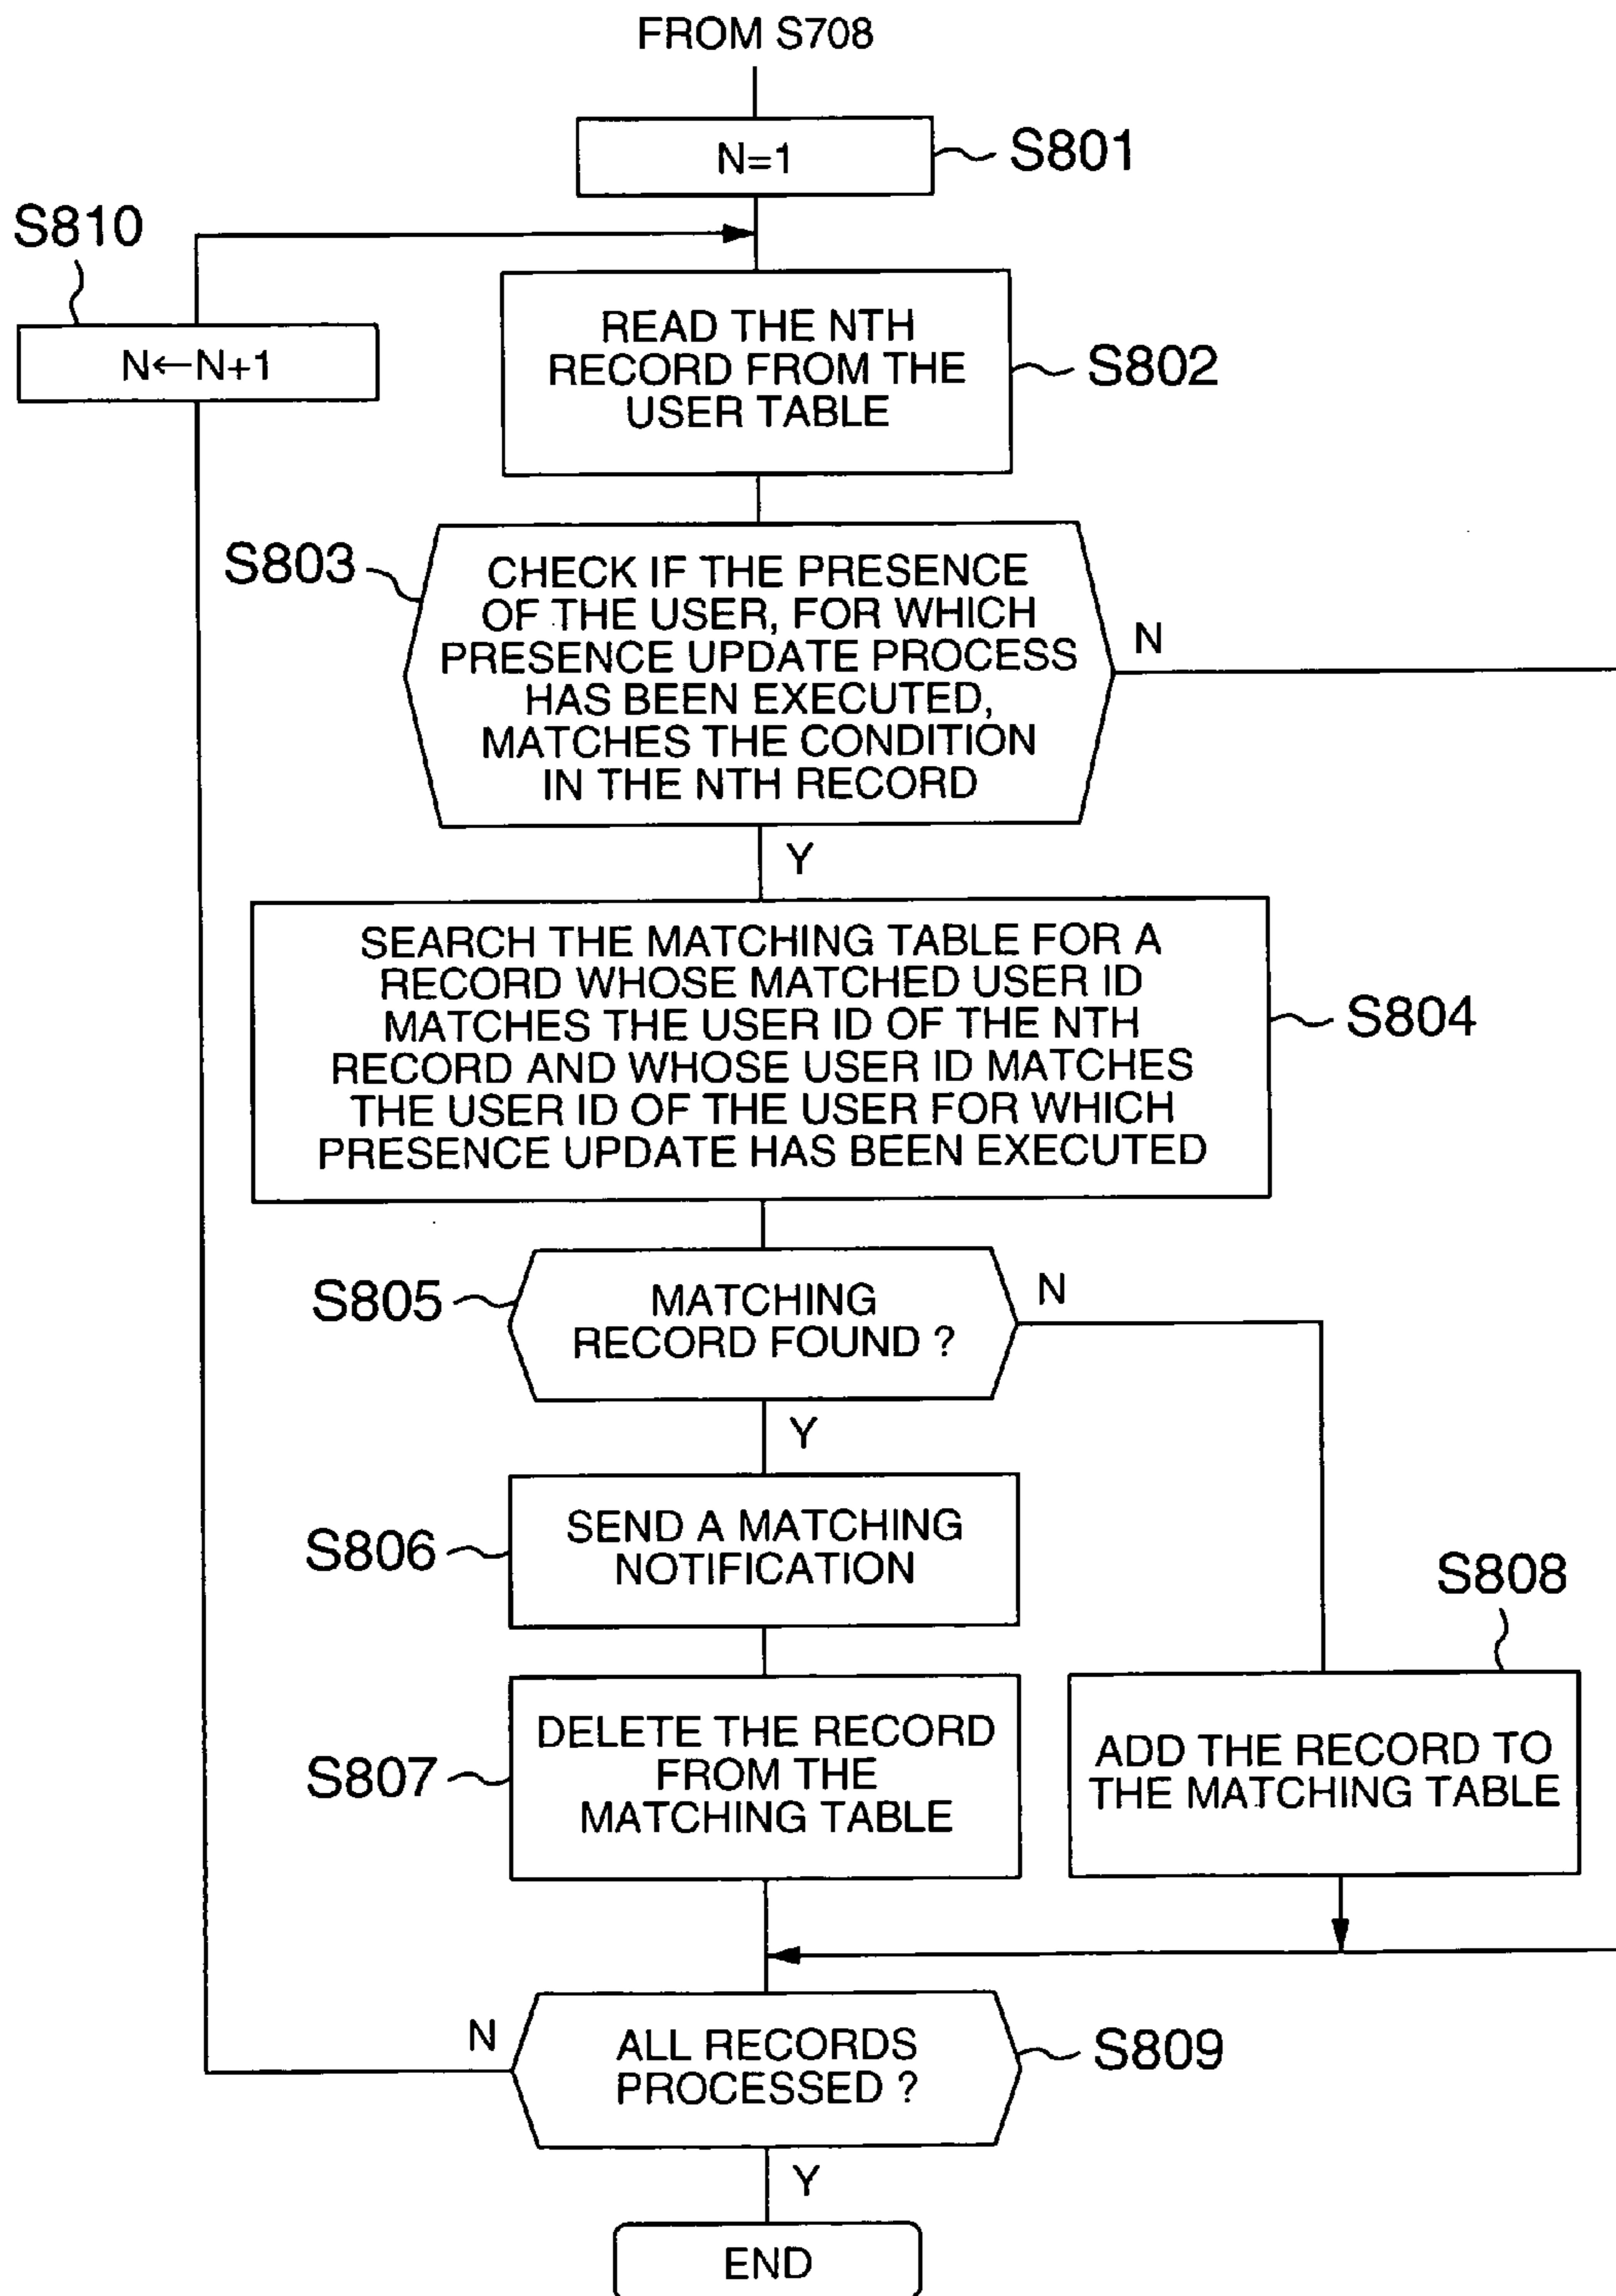 FROM S708
N=1
S801
S810
N←N+1
READ THE NTH
RECORD FROM THE
USER TABLE
S802
S803
CHECK IF THE PRESENCE
OF THE USER, FOR WHICH
PRESENCE UPDATE PROCESS
HAS BEEN EXECUTED,
MATCHES THE CONDITION
IN THE NTH RECORD
N
Y
SEARCH THE MATCHING TABLE FOR A
RECORD WHOSE MATCHED USER ID
MATCHES THE USER ID OF THE NTH
RECORD AND WHOSE USER ID MATCHES
THE USER ID OF THE USER FOR WHICH
PRESENCE UPDATE HAS BEEN EXECUTED
S804
S805
MATCHING
RECORD FOUND ?
N
Y
S806
SEND A MATCHING
NOTIFICATION
S808
S807
DELETE THE RECORD
FROM THE
MATCHING TABLE
ADD THE RECORD TO
THE MATCHING TABLE
N
ALL RECORDS
PROCESSED ?
S809
Y
END